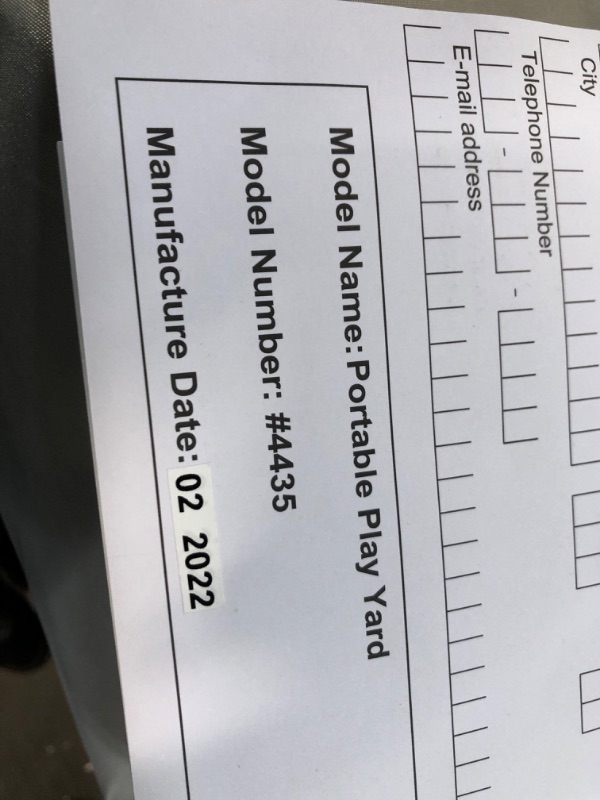 City
Telephone Number
- -
E-mail address
Model Name: Portable Play Yard
Model Number: #4435
Manufacture Date: 02 2022